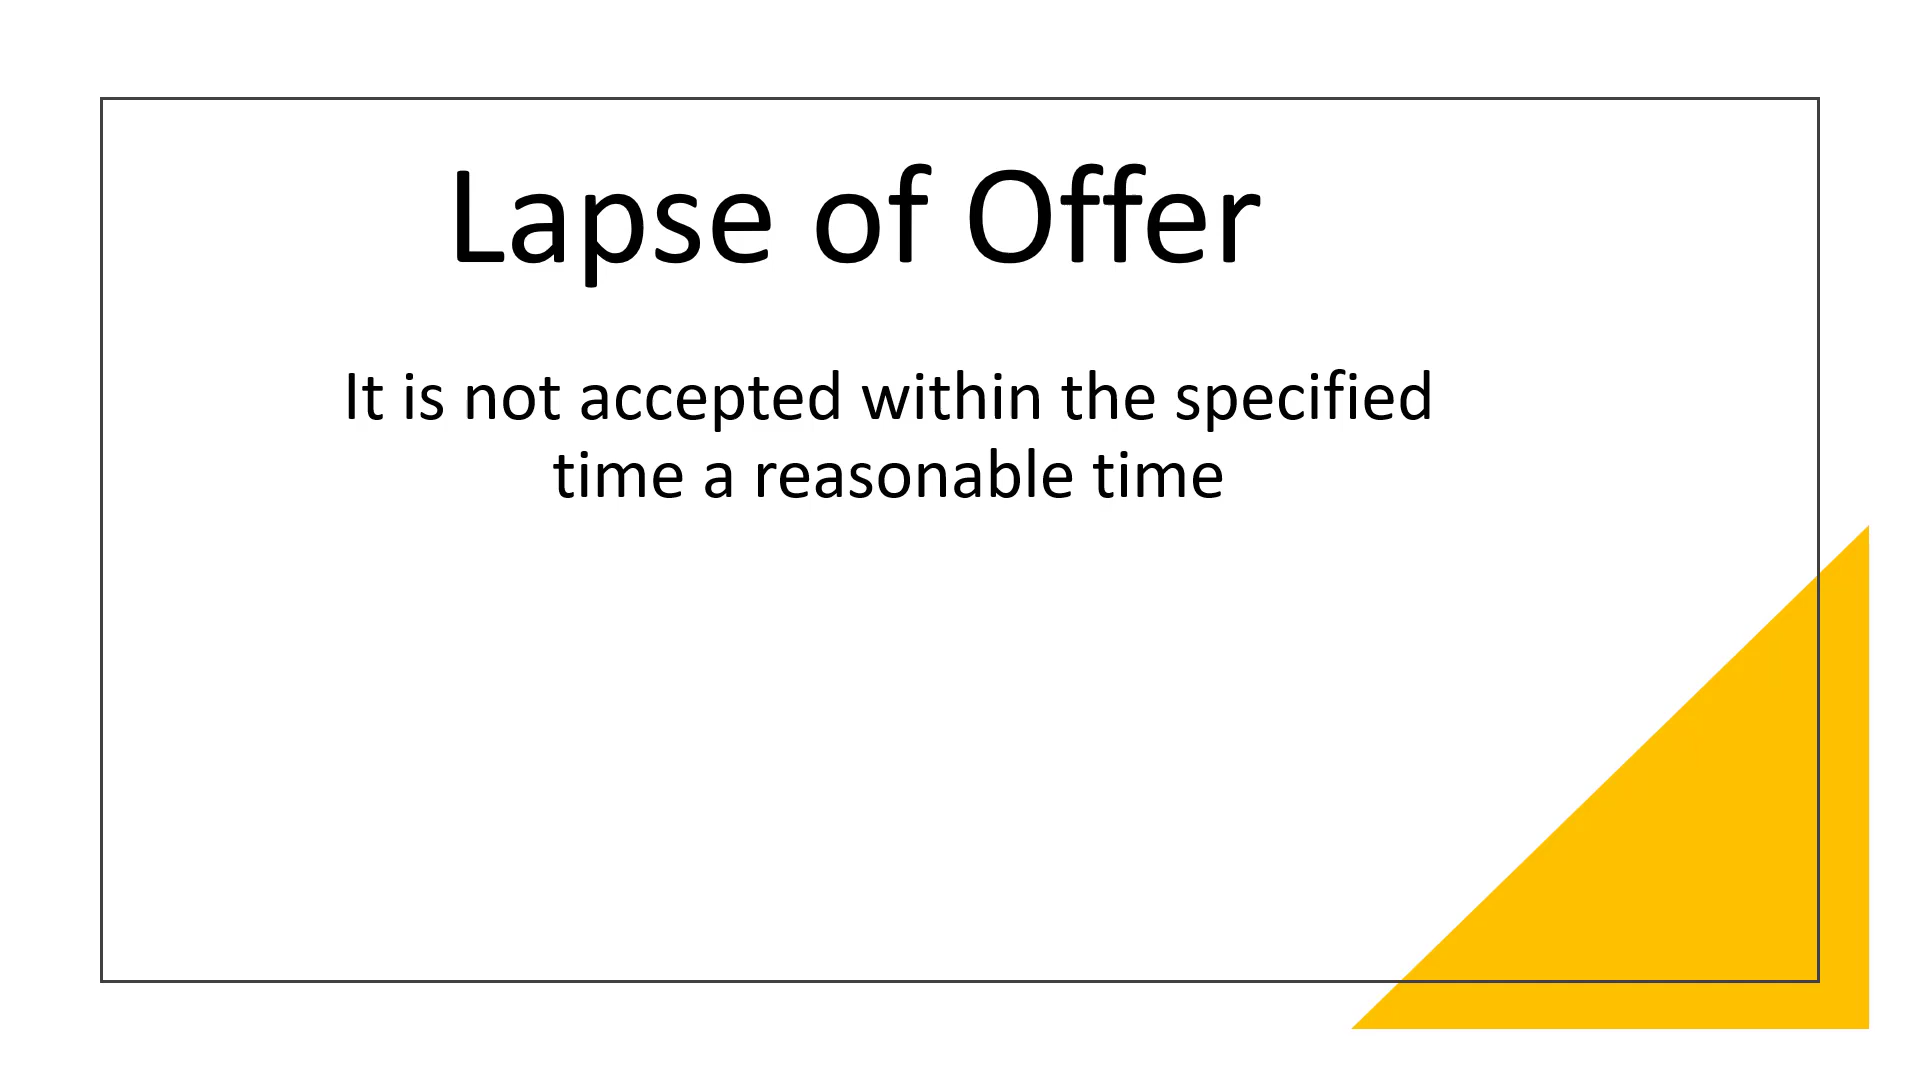 Lapse of Offer
It is not accepted within the specified
time a reasonable time